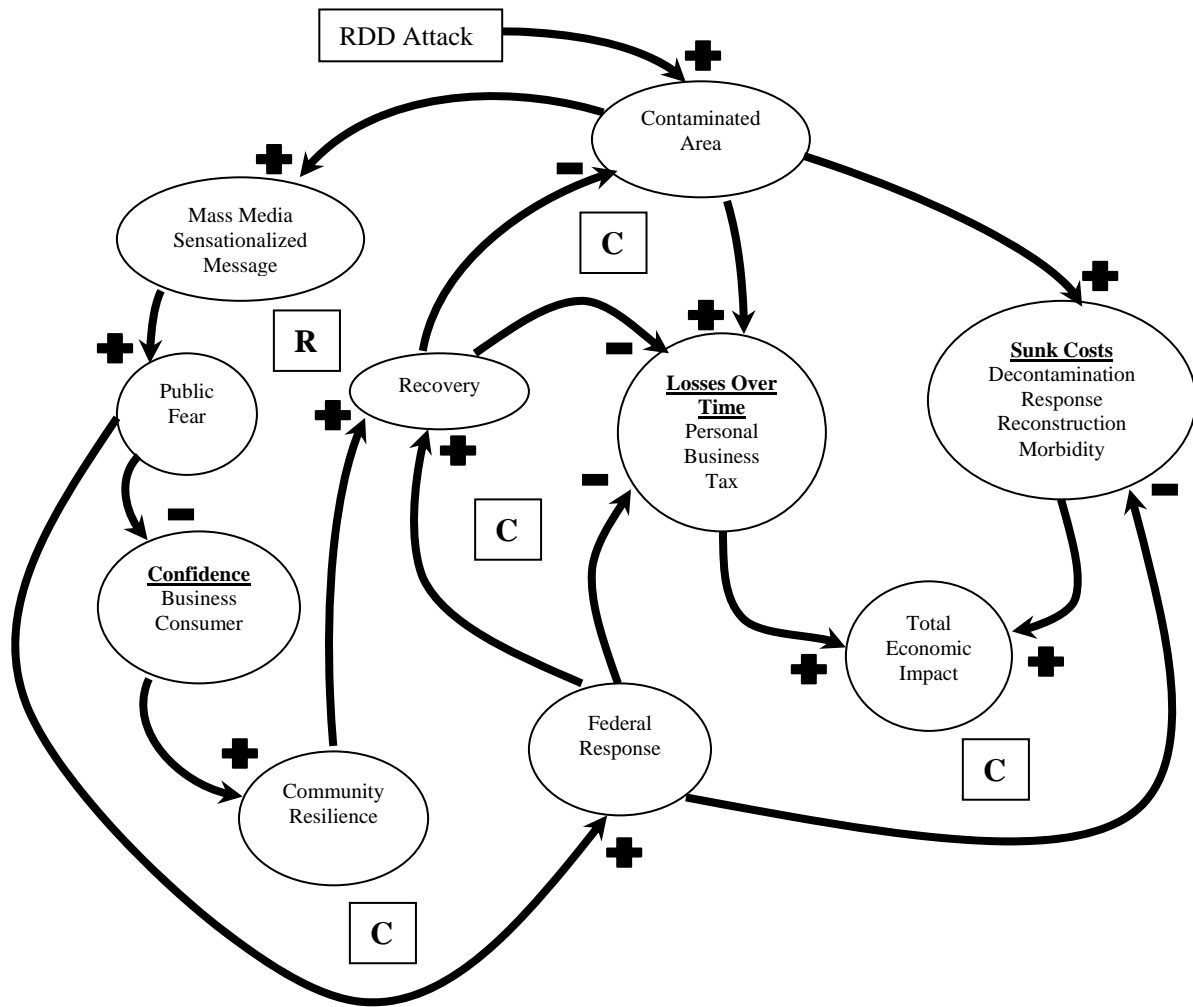 RDD Attack
Contaminated
Area
Mass Media
Sensationalized
Message
C
R
Public
Fear
Recovery
Losses Over
Time
Personal
Business
Tax
Sunk Costs
Decontamination
Response
Reconstruction
Morbidity
C
Confidence
Business
Consumer
Total
Economic
Impact
Federal
Response
C
Community
Resilience
C
+
+
-
+
+
+
-
+
+
-
-
-
+
+
+
+
+